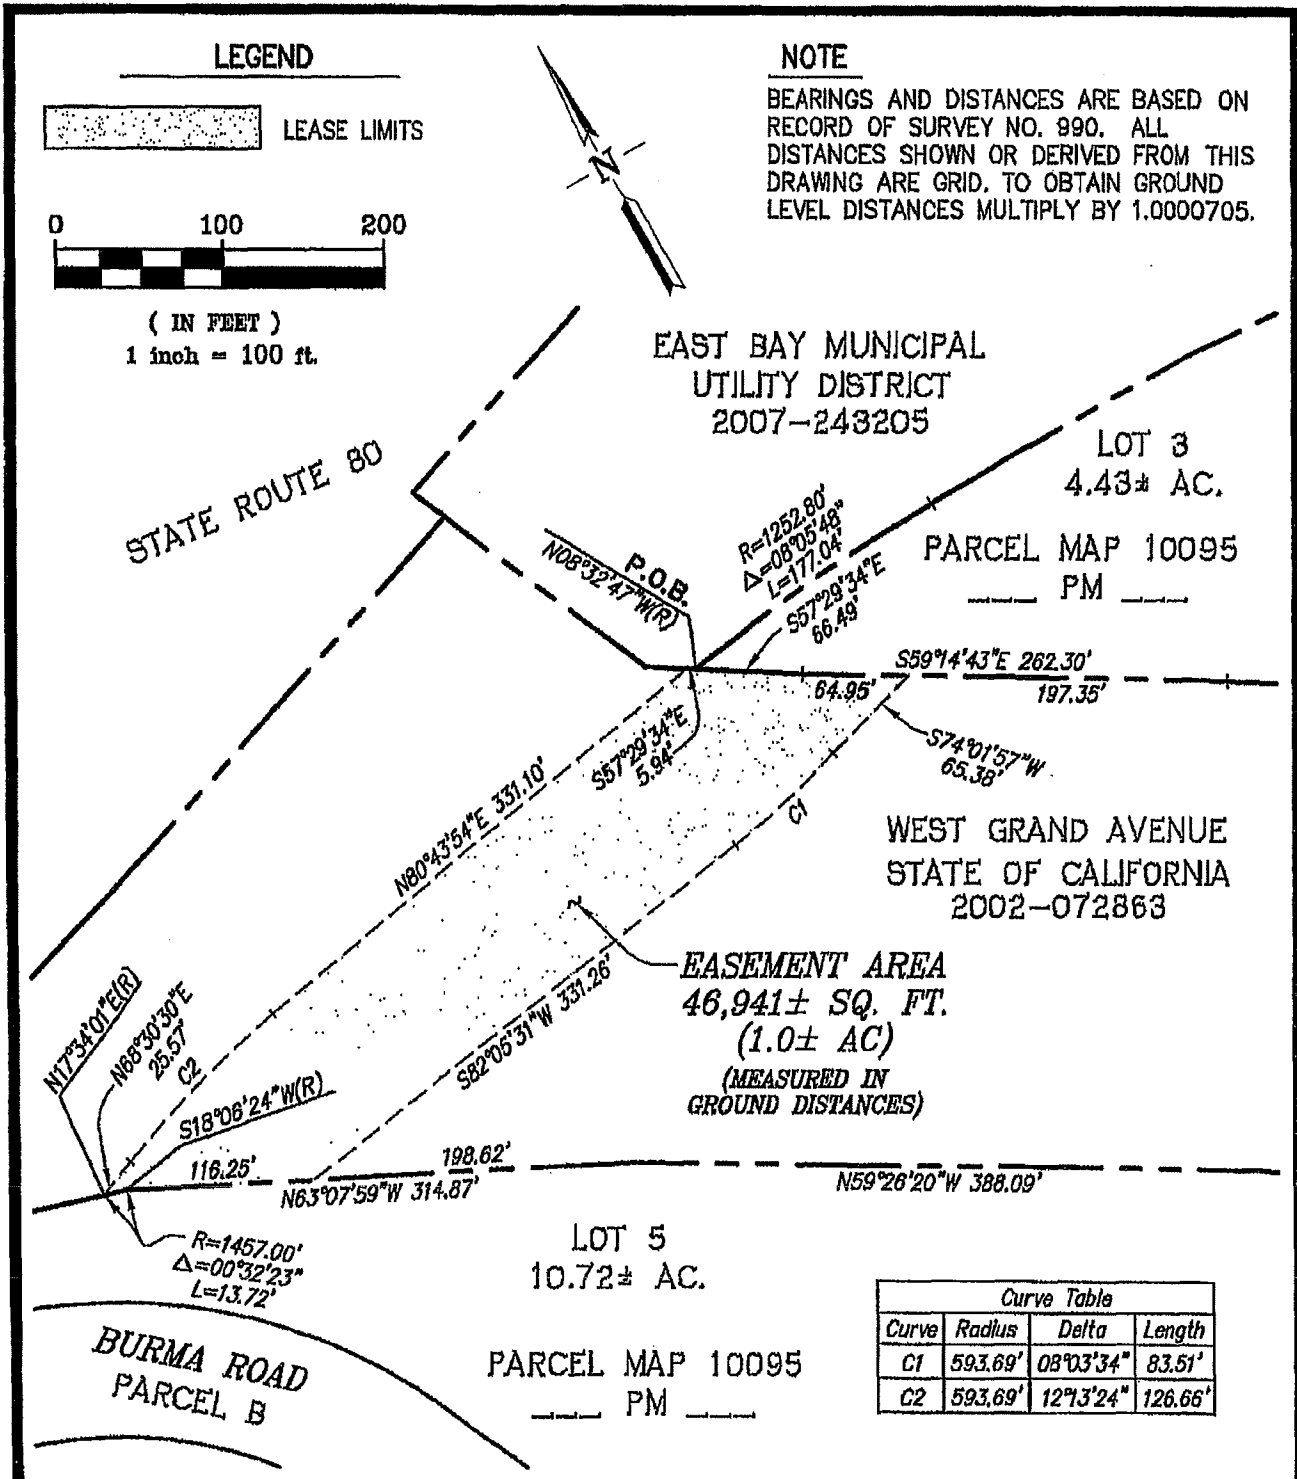 LEGEND
LEASE LIMITS
0 100 200
( IN FEET )
1 inch = 100 ft.
N
NOTE
BEARINGS AND DISTANCES ARE BASED ON
RECORD OF SURVEY NO. 990. ALL
DISTANCES SHOWN OR DERIVED FROM THIS
DRAWING ARE GRID. TO OBTAIN GROUND
LEVEL DISTANCES MULTIPLY BY 1.0000705.
EAST BAY MUNICIPAL
UTILITY DISTRICT
2007-243205
STATE ROUTE 80
LOT 3
4.43± AC.
PARCEL MAP 10095
___ PM ___
P.O.B.
N08°32'47"W(R)
R=1252.80'
Δ=08°05'48"
L=177.04'
S57°29'34"E
66.49'
S59°14'43"E 262.30'
64.95'
197.35'
S57°29'34"E
5.94'
S74°01'57"W
65.38'
C1
N80°43'54"E 331.10'
WEST GRAND AVENUE
STATE OF CALIFORNIA
2002-072863
EASEMENT AREA
46,941± SQ. FT.
(1.0± AC)
(MEASURED IN
GROUND DISTANCES)
S82°05'31"W 331.26'
N17°34'01"E(R)
N68°30'30"E
25.57'
C2
S18°06'24"W(R)
116.25'
198.62'
N63°07'59"W 314.87'
N59°26'20"W 388.09'
R=1457.00'
Δ=00°32'23"
L=13.72'
LOT 5
10.72± AC.
BURMA ROAD
PARCEL B
PARCEL MAP 10095
___ PM ___
Curve Table
Curve Radius Delta Length
C1 593.69' 08°03'34" 83.51'
C2 593.69' 12°13'24" 126.66'